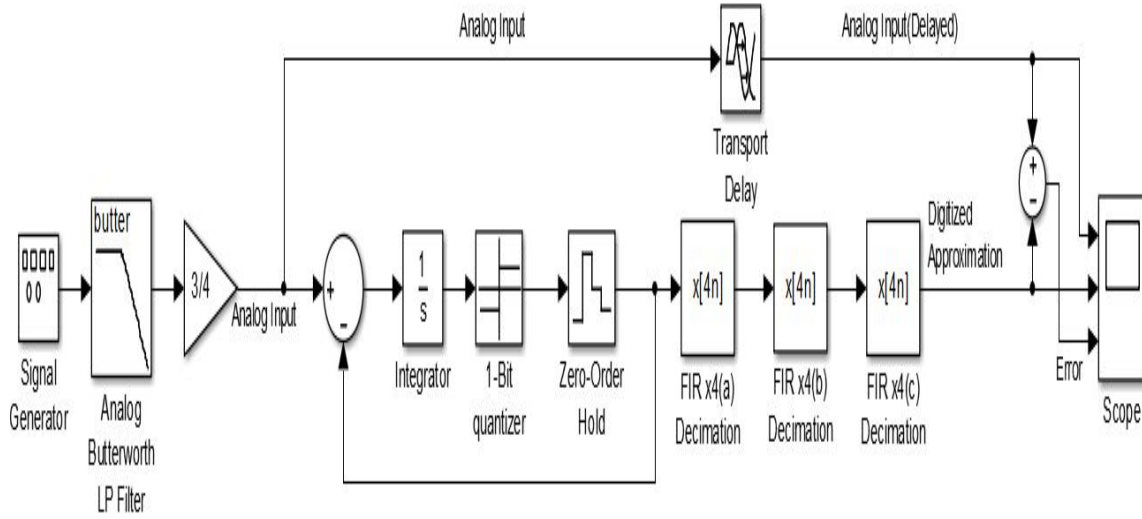 Analog Input
Analog Input(Delayed)
Transport
Delay
butter
3/4
Analog Input
+
−
1
s
x[4n]
x[4n]
x[4n]
Digitized
Approximation
+
−
Signal
Generator
Analog
Butterworth
LP Filter
Integrator
1-Bit
quantizer
Zero-Order
Hold
FIR x4(a)
Decimation
FIR x4(b)
Decimation
FIR x4(c)
Decimation
Error
Scope